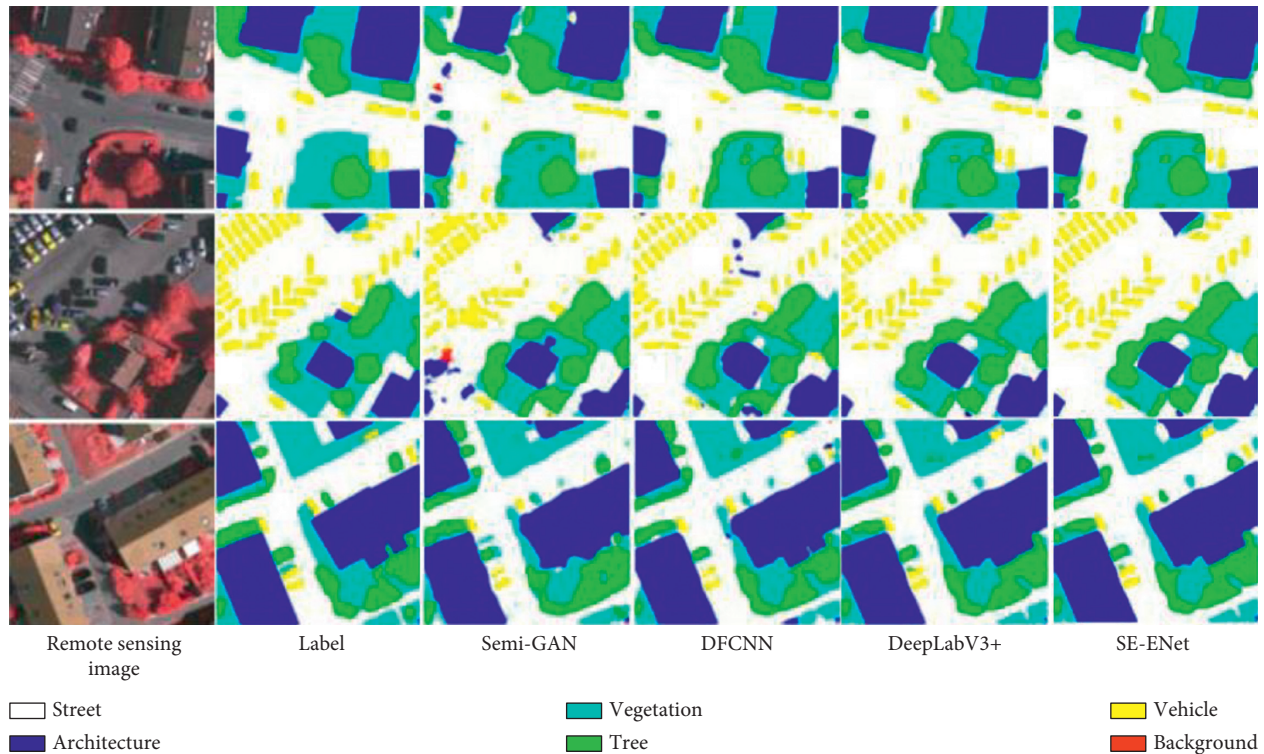 Remote sensing
image
Label
Semi-GAN
DFCNN
DeepLabV3+
SE-ENet
Street
Vegetation
Vehicle
Architecture
Tree
Background